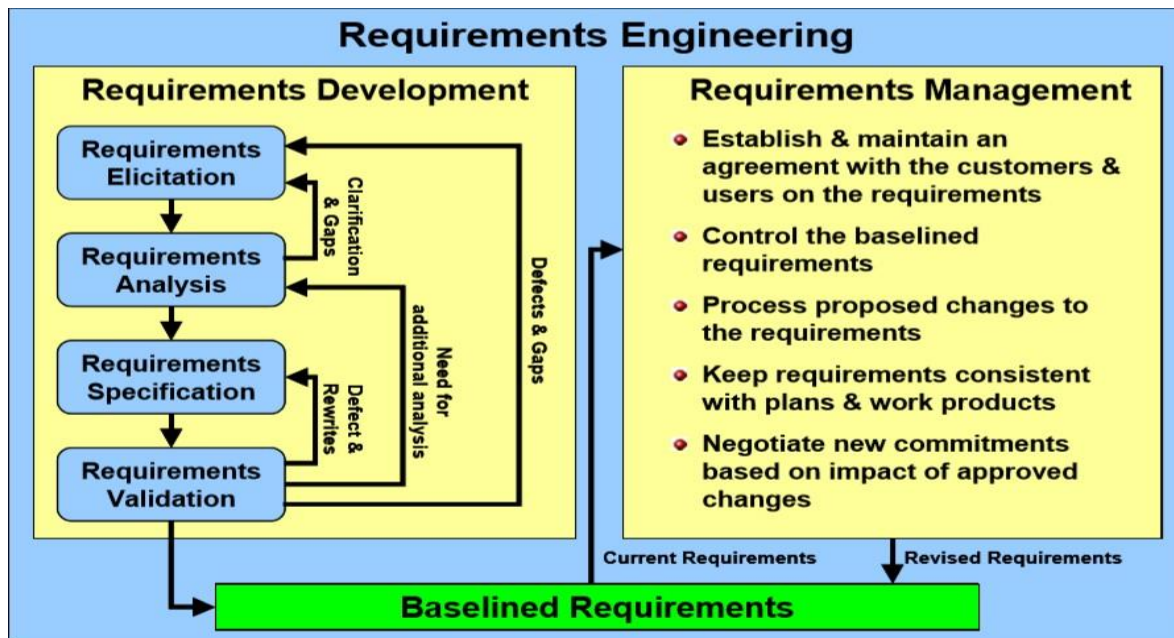 Requirements Engineering
Requirements Development
Requirements
Elicitation
Requirements
Analysis
Requirements
Specification
Requirements
Validation
Clarification
& Gaps
Defect &
Rewrites
Need for
additional analysis
Defects & Gaps
Requirements Management
Establish & maintain an
agreement with the customers &
users on the requirements
Control the baselined
requirements
Process proposed changes to
the requirements
Keep requirements consistent
with plans & work products
Negotiate new commitments
based on impact of approved
changes
Current Requirements
Revised Requirements
Baselined Requirements